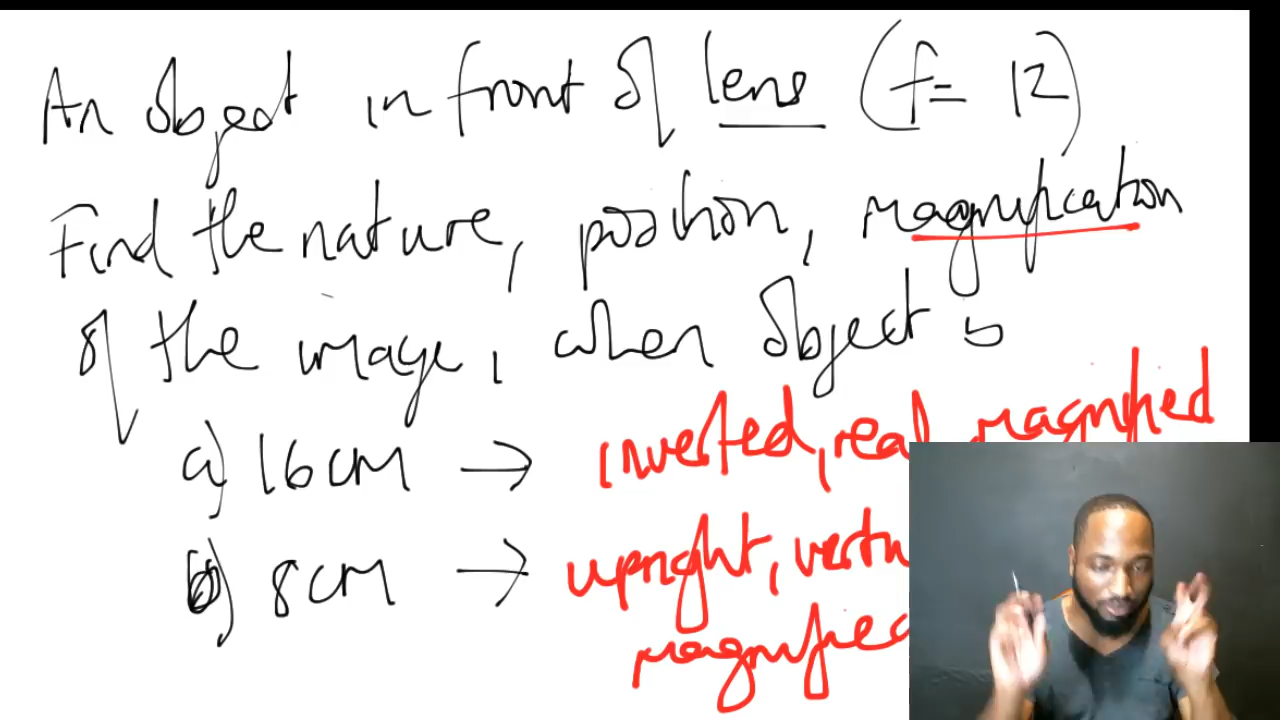 An object in front of lens (f= 12)
Find the nature, position, magnification
of the image, when object is
a) 16cm → inverted, real, magnified
b) 8cm → upright, vertu
magnified